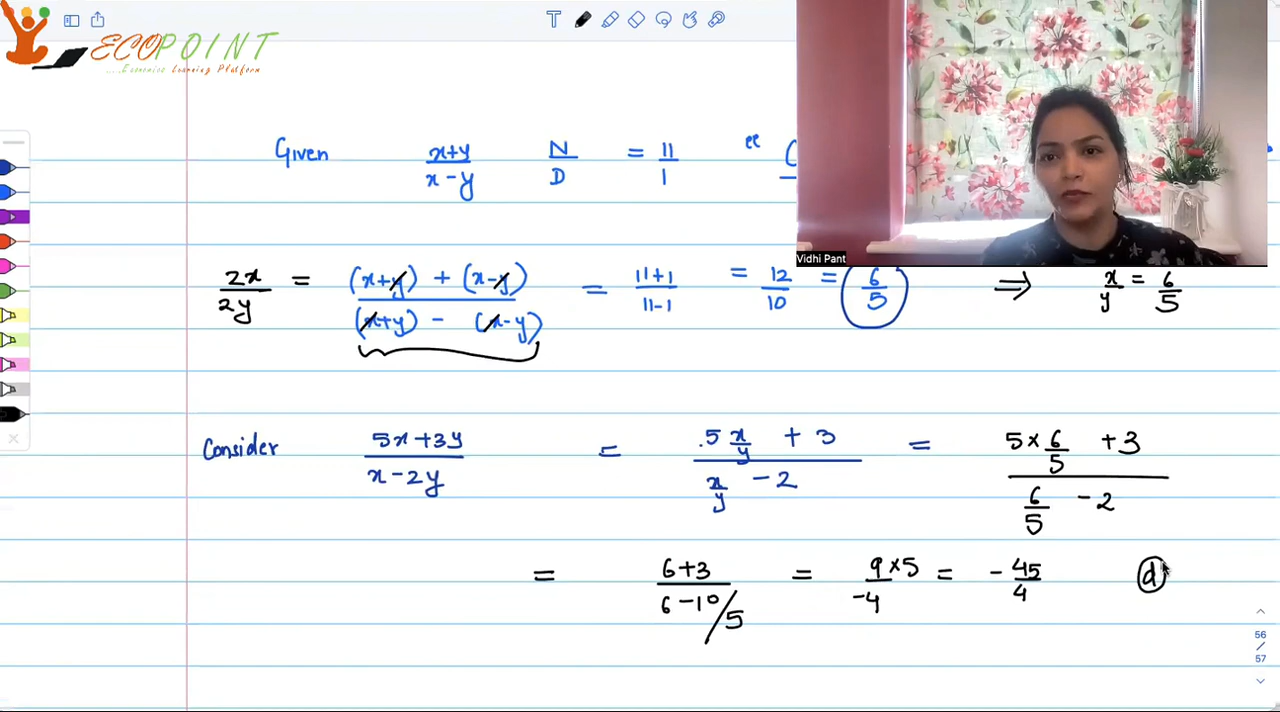 ECOPOINT
....Economics Learning Platform
T
Given x+y/x-y N/D = 11/1 "
Vidhi Pant
2x/2y = (x+y) + (x-y)/(x+y) - (x-y) = 11+1/11-1 = 12/10 = 6/5 ⇒ x/y = 6/5
Consider 5x+3y/x-2y = .5 x/y + 3/x/y - 2 = 5×6/5 + 3/6/5 - 2
= 6+3/6-10/5 = 9×5/-4 = -45/4 d
56
/
57